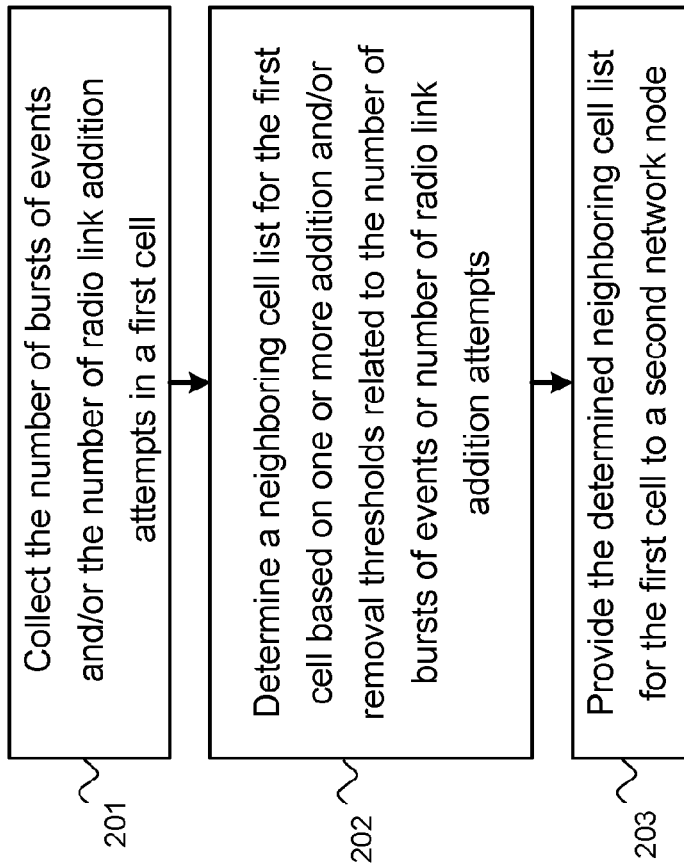 201
Collect the number of bursts of events
and/or the number of radio link addition
attempts in a first cell
202
Determine a neighboring cell list for the first
cell based on one or more addition and/or
removal thresholds related to the number of
bursts of events or number of radio link
addition attempts
203
Provide the determined neighboring cell list
for the first cell to a second network node